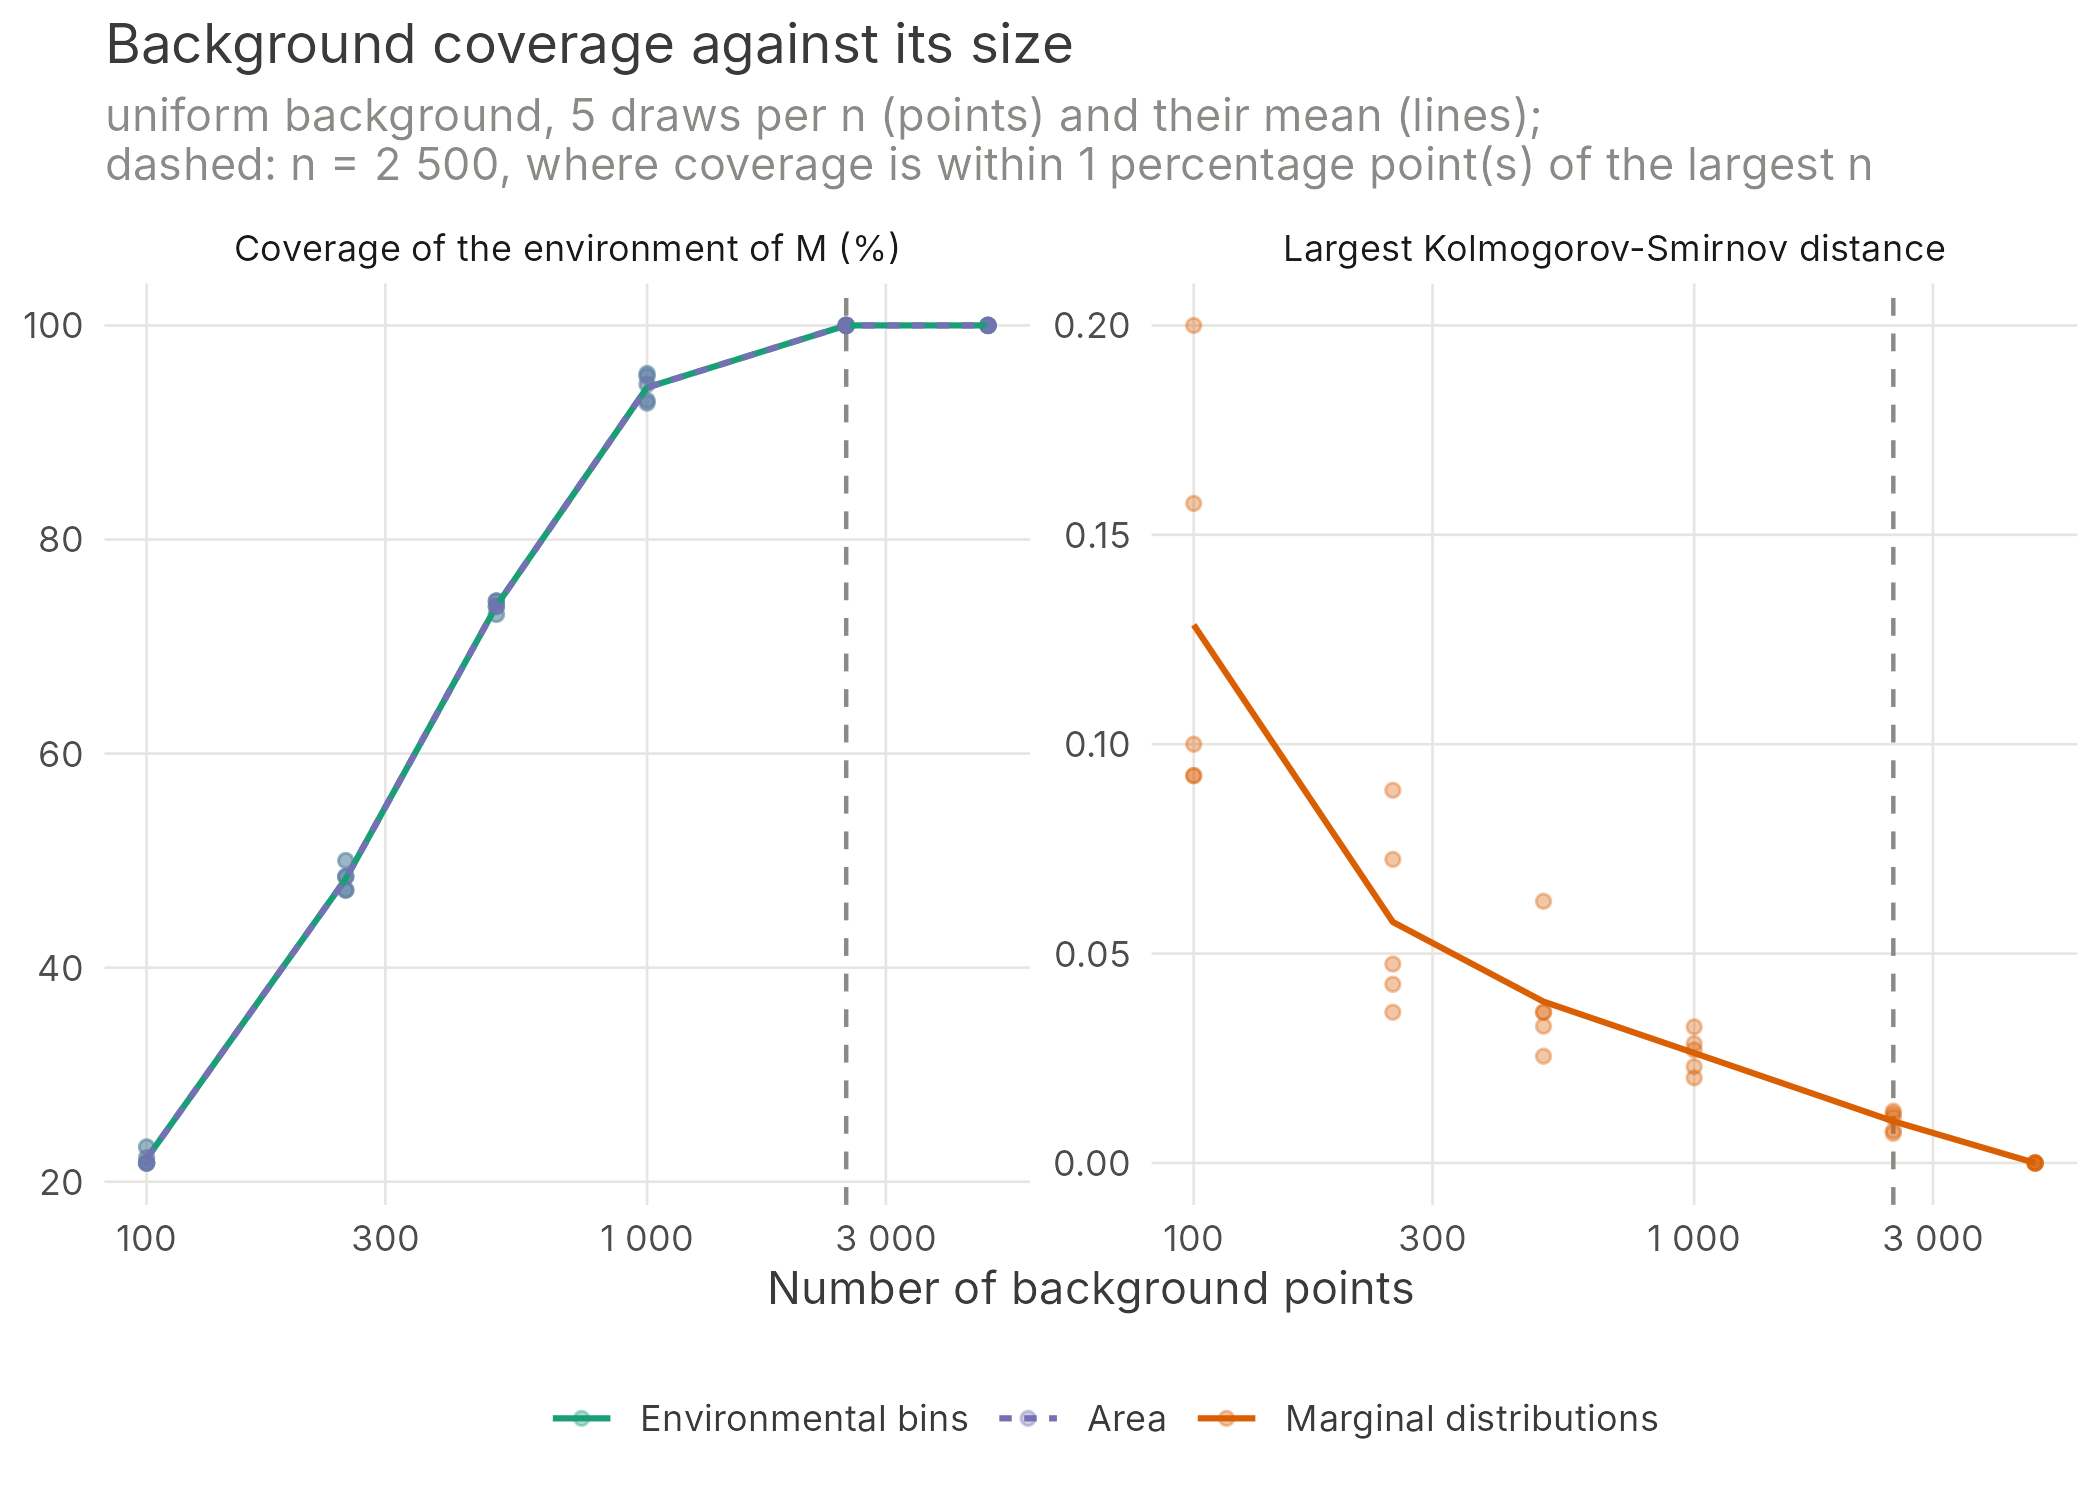 Background coverage against its size
uniform background, 5 draws per n (points) and their mean (lines);
dashed: n = 2 500, where coverage is within 1 percentage point(s) of the largest n
Coverage of the environment of M (%)
100
80
60
40
20
100 300 1 000 3 000
Largest Kolmogorov-Smirnov distance
0.20
0.15
0.10
0.05
0.00
100 300 1 000 3 000
Number of background points
Environmental bins Area Marginal distributions